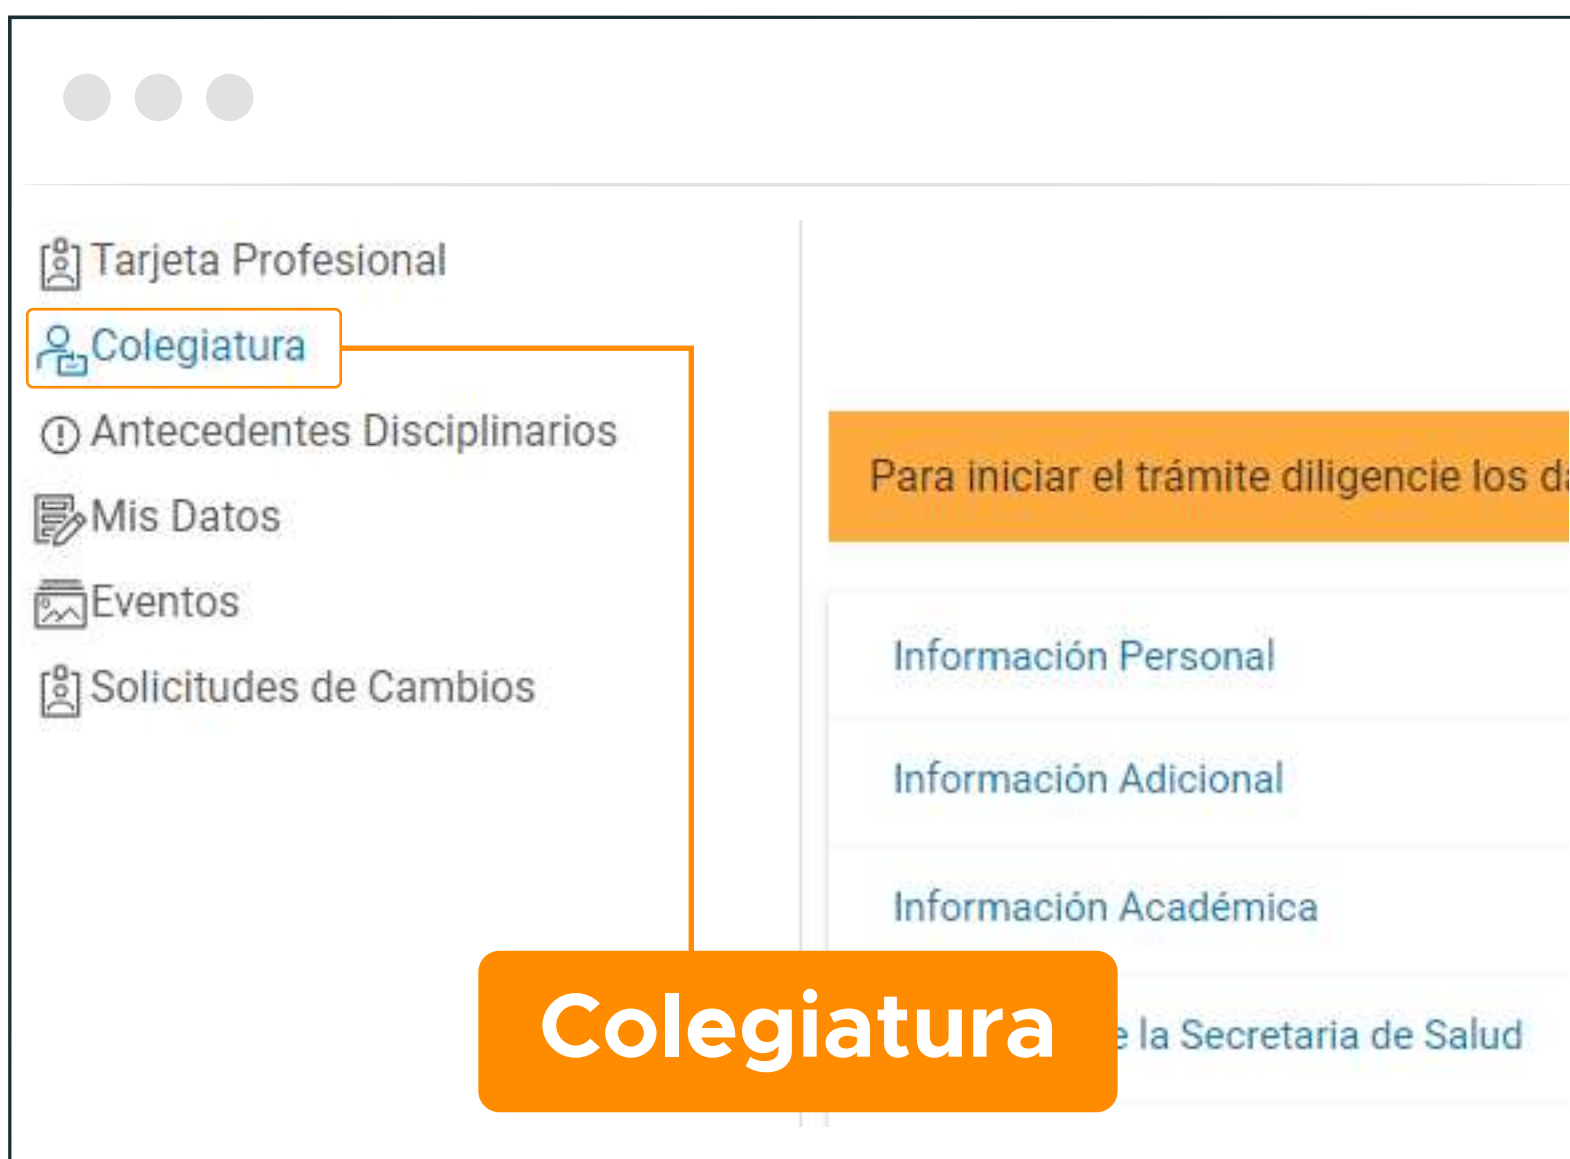 Tarjeta Profesional
Colegiatura
Antecedentes Disciplinarios
Mis Datos
Eventos
Solicitudes de Cambios
Para iniciar el trámite diligencie los
Información Personal
Información Adicional
Información Académica
la Secretaria de Salud
Colegiatura